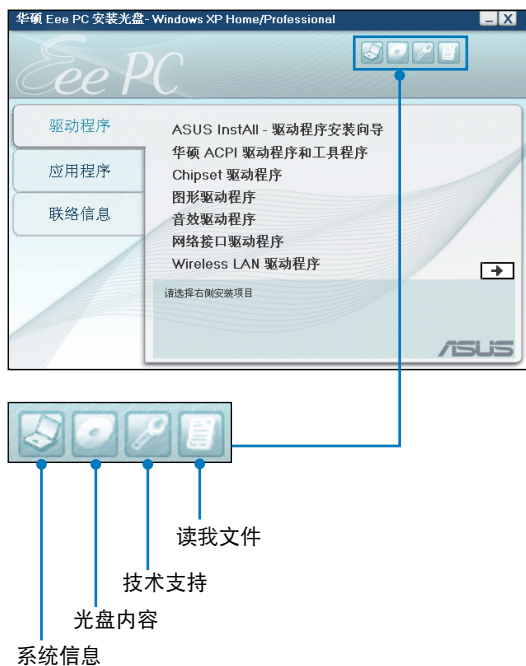 华硕 Eee PC 安装光盘- Windows XP Home/Professional
Eee PC
驱动程序
应用程序
联络信息
ASUS InstAll - 驱动程序安装向导
华硕 ACPI 驱动程序和工具程序
Chipset 驱动程序
图形驱动程序
音效驱动程序
网络接口驱动程序
Wireless LAN 驱动程序
请选择右侧安装项目
ASUS
读我文件
技术支持
光盘内容
系统信息